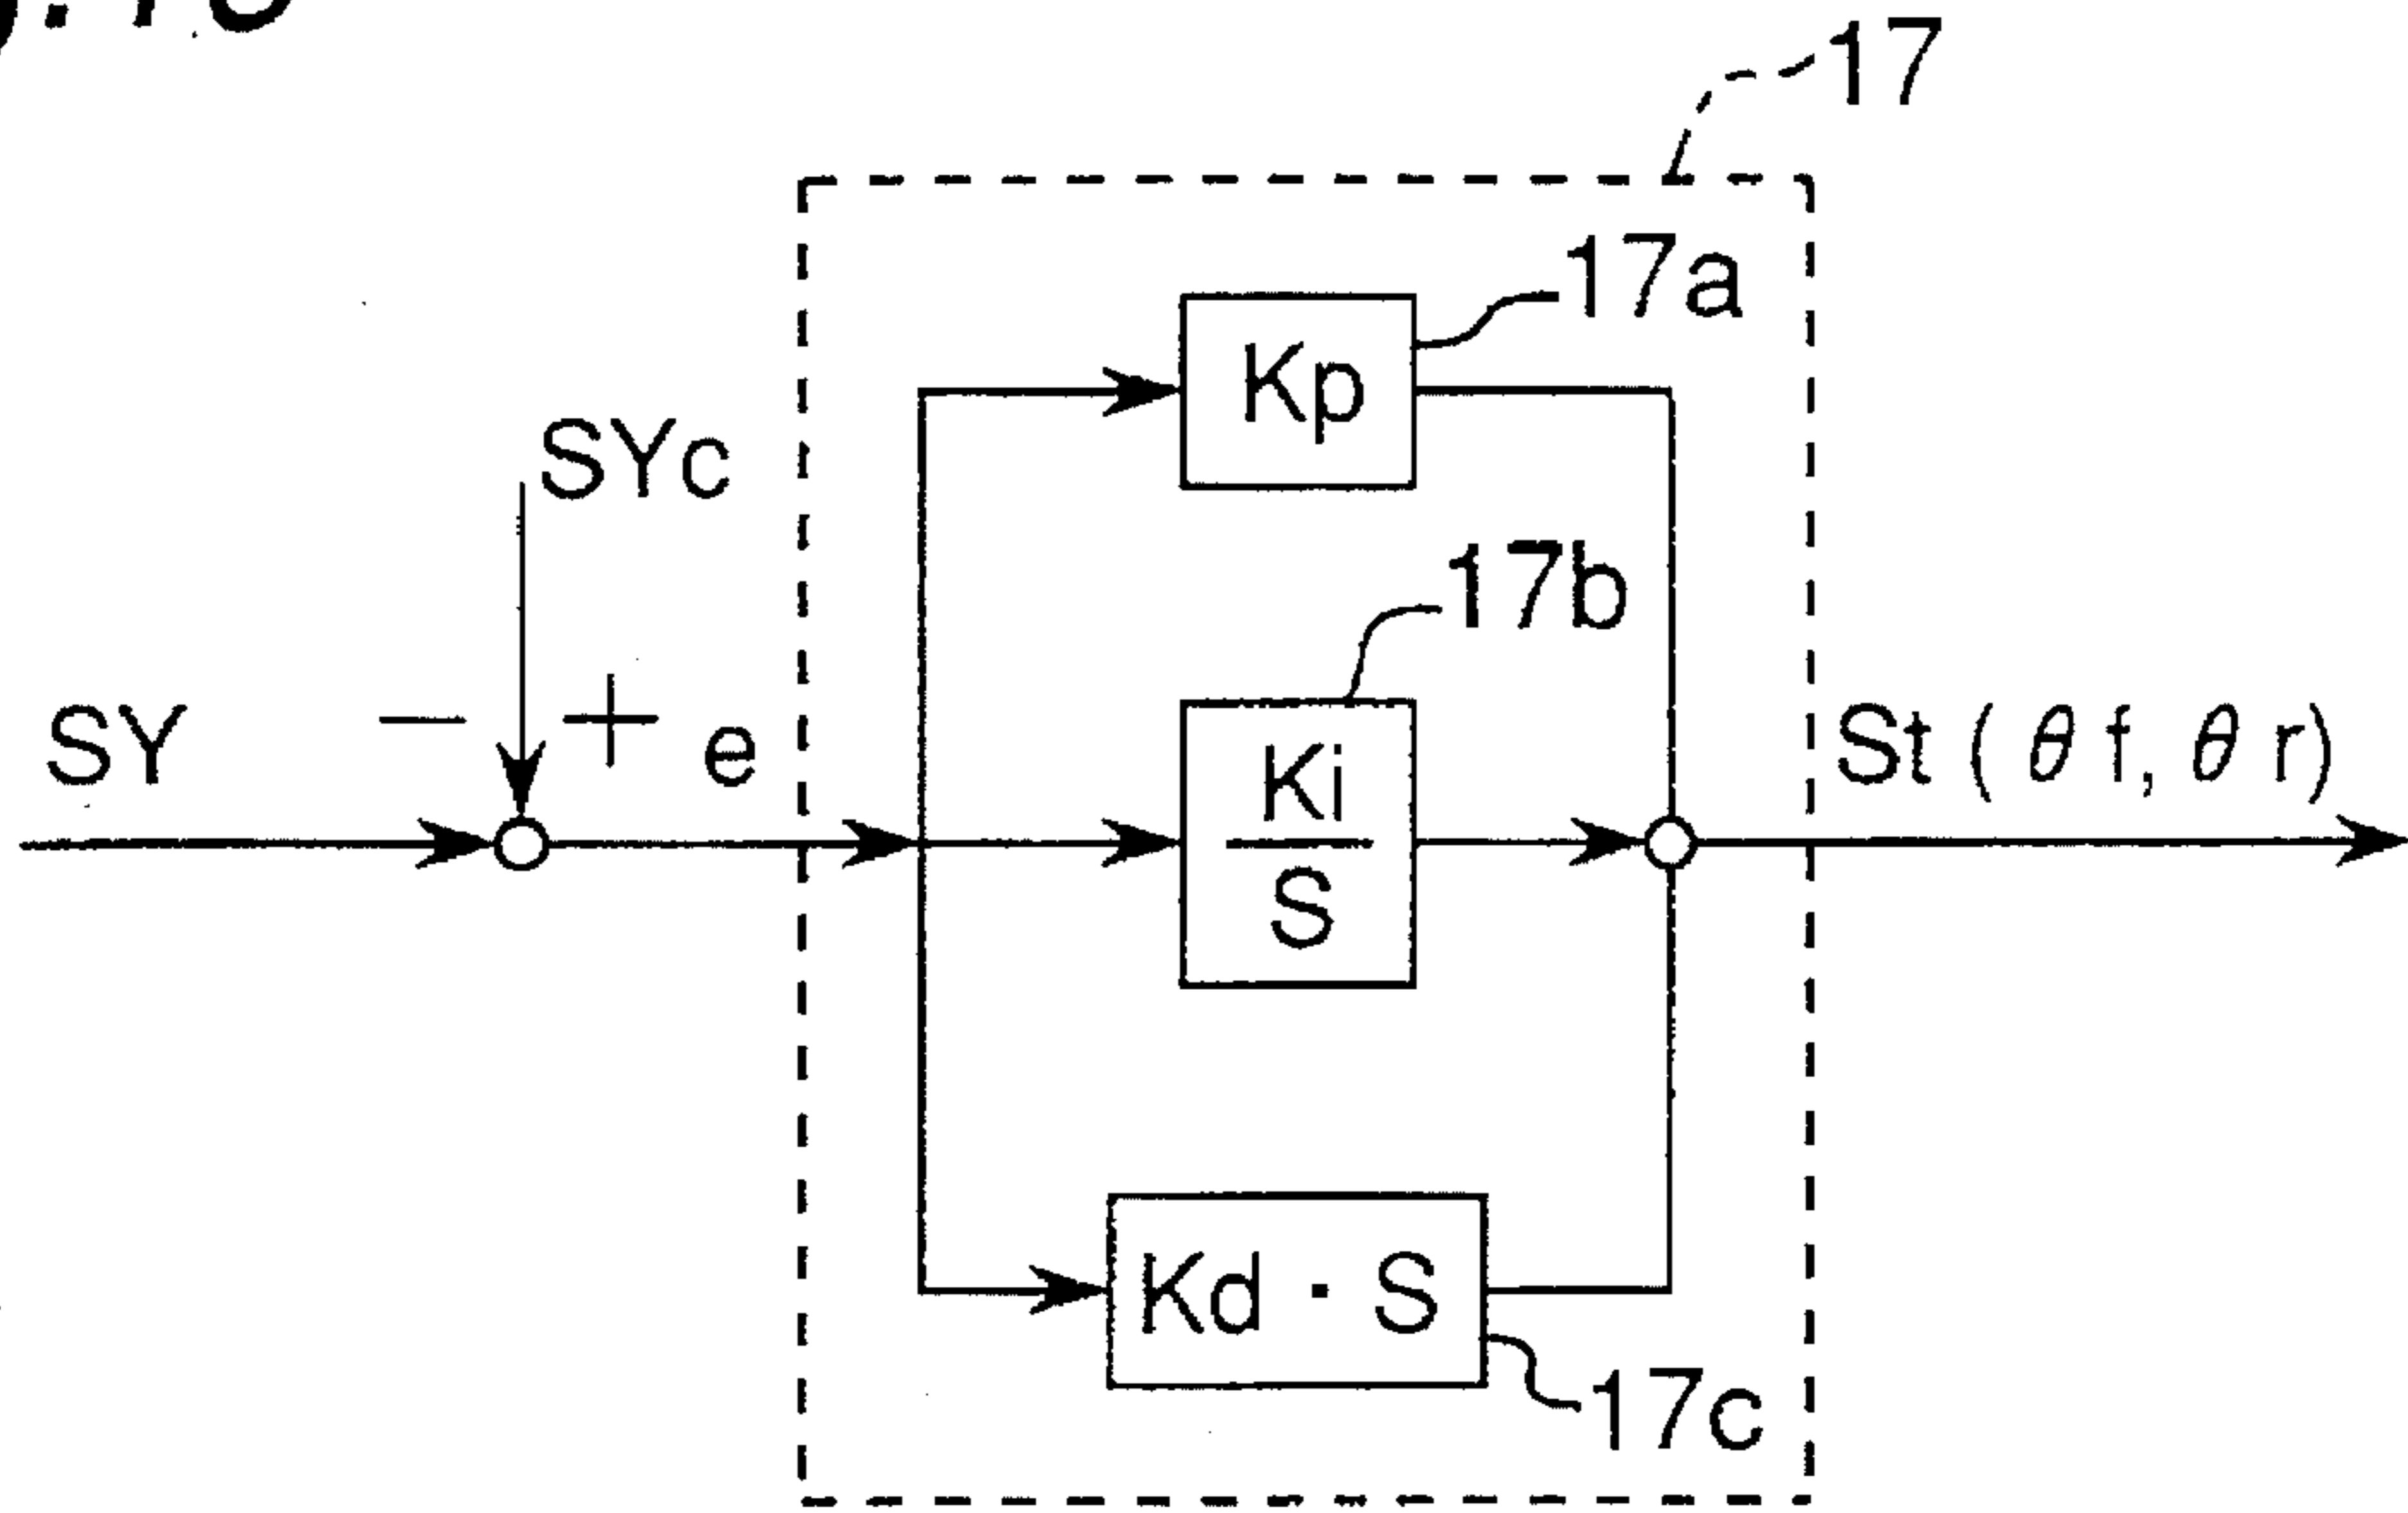 17
17a
Kp
SYc
17b
SY − + e
Ki
S
St ( θ f, θ r)
Kd · S
17c